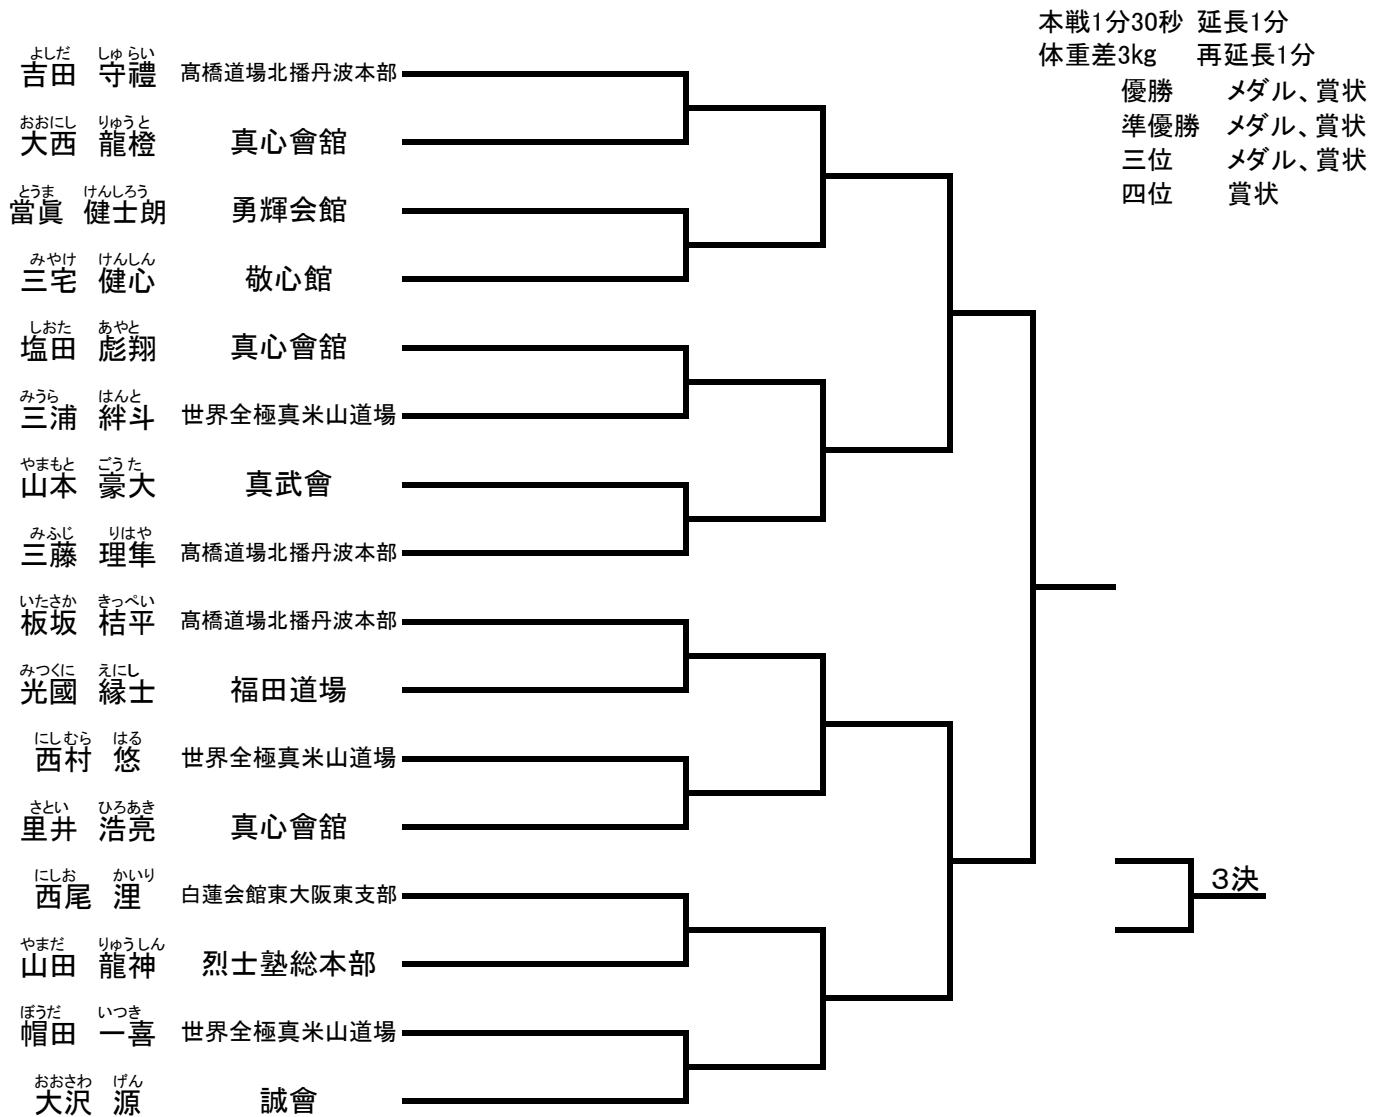 本戦1分30秒 延長1分
体重差3kg 再延長1分
優勝 メダル、賞状
準優勝 メダル、賞状
三位 メダル、賞状
四位 賞状
よしだ しゅらい
吉田 守禮 髙橋道場北播丹波本部
おおにし りゅうと
大西 龍橙 真心會舘
とうま けんしろう
當眞 健士朗 勇輝会館
みやけ けんしん
三宅 健心 敬心館
しおた あやと
塩田 彪翔 真心會舘
みうら はんと
三浦 絆斗 世界全極真米山道場
やまもと ごうた
山本 豪大 真武會
みふじ りはや
三藤 理隼 髙橋道場北播丹波本部
いたさか きっぺい
板坂 桔平 髙橋道場北播丹波本部
みつくに えにし
光國 縁士 福田道場
にしむら はる
西村 悠 世界全極真米山道場
さとい ひろあき
里井 浩亮 真心會舘
にしお かいり
西尾 浬 白蓮会館東大阪東支部
3決
やまだ りゅうしん
山田 龍神 烈士塾総本部
ぼうだ いつき
帽田 一喜 世界全極真米山道場
おおさわ げん
大沢 源 誠會